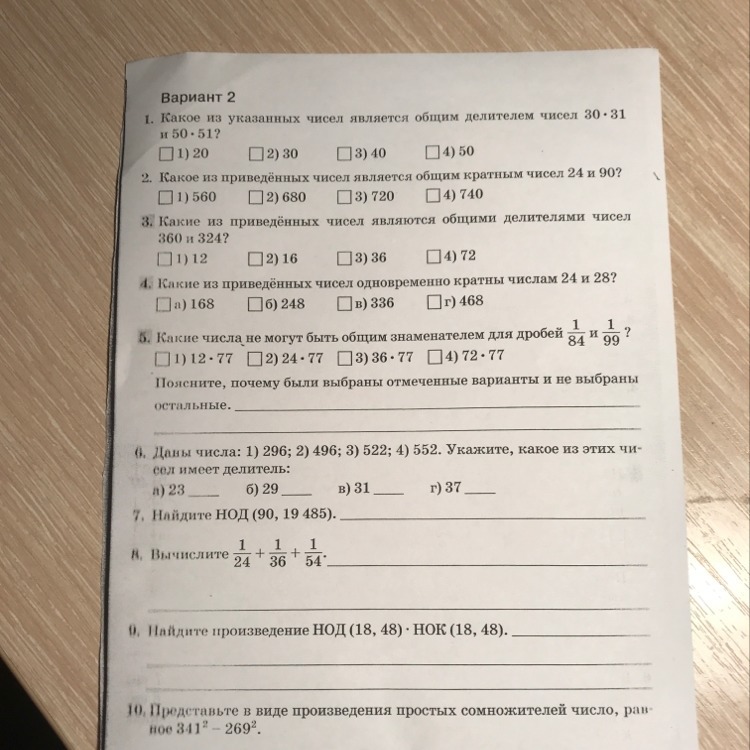 Вариант 2
1. Какое из указанных чисел является общим делителем чисел 30 · 31
и 50 · 51?
1) 20 2) 30 3) 40 4) 50
2. Какое из приведённых чисел является общим кратным чисел 24 и 90?
1) 560 2) 680 3) 720 4) 740
3. Какие из приведённых чисел являются общими делителями чисел
360 и 324?
1) 12 2) 16 3) 36 4) 72
4. Какие из приведённых чисел одновременно кратны числам 24 и 28?
а) 168 б) 248 в) 336 г) 468
5. Какие числа не могут быть общим знаменателем для дробей 1/84 и 1/99 ?
1) 12 · 77 2) 24 · 77 3) 36 · 77 4) 72 · 77
Поясните, почему были выбраны отмеченные варианты и не выбраны
остальные.
6. Даны числа: 1) 296; 2) 496; 3) 522; 4) 552. Укажите, какое из этих чи-
сел имеет делитель:
а) 23 б) 29 в) 31 г) 37
7. Найдите НОД (90, 19 485).
8. Вычислите 1/24 + 1/36 + 1/54.
9. Найдите произведение НОД (18, 48) · НОК (18, 48).
10. Представьте в виде произведения простых сомножителей число, рав-
ное 341² – 269².